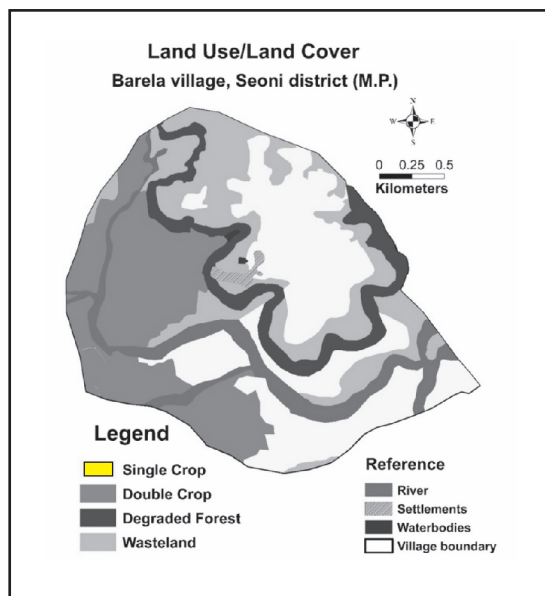 Land Use/Land Cover
Barela village, Seoni district (M.P.)
N
W E
S
0 0.25 0.5
Kilometers
Legend
Single Crop
Double Crop
Degraded Forest
Wasteland
Reference
River
Settlements
Waterbodies
Village boundary